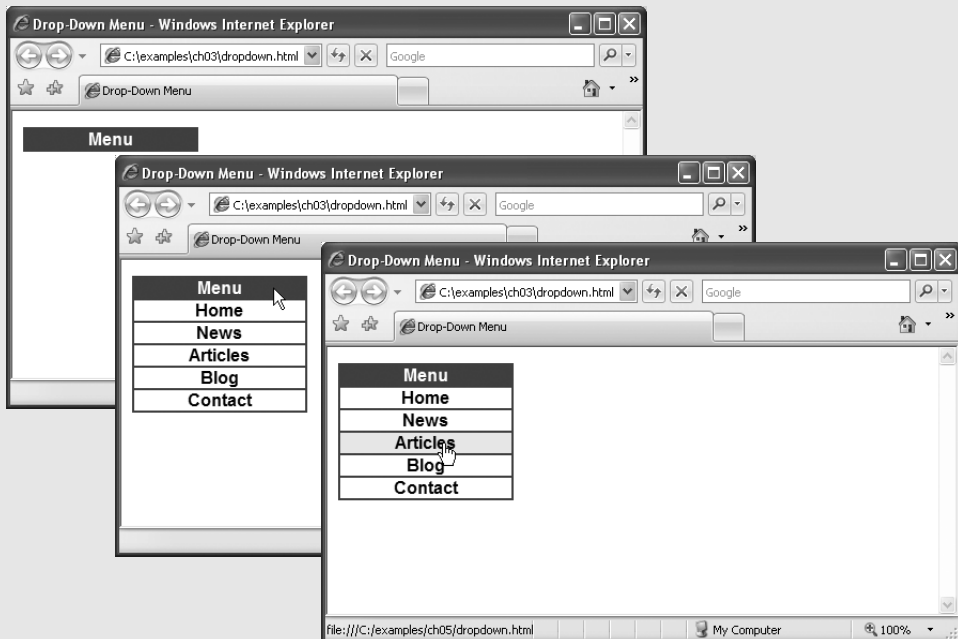 Drop-Down Menu - Windows Internet Explorer
C:\examples\ch03\dropdown.html
Google
Drop-Down Menu
»
Menu
Drop-Down Menu - Windows Internet Explorer
C:\examples\ch03\dropdown.html
Google
Drop-Down Menu
»
Menu
Home
News
Articles
Blog
Contact
Drop-Down Menu - Windows Internet Explorer
C:\examples\ch03\dropdown.html
Google
Drop-Down Menu
»
Menu
Home
News
Articles
Blog
Contact
file:///C:/examples/ch05/dropdown.html
My Computer
100%